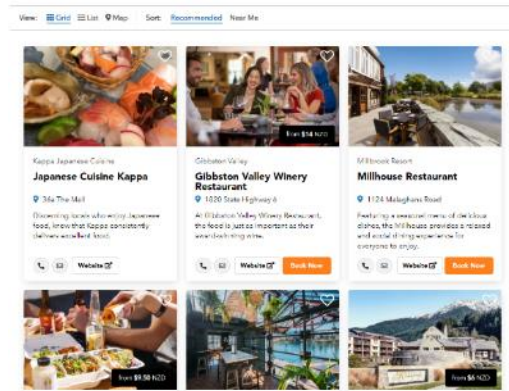 View: Grid List Map Sort: Recommended Near Me
Kappa Japanese Cuisine
Japanese Cuisine Kappa
36a The Mall
Discerning locals who enjoy Japanese
food, know that Kappa consistently
delivers excellent food.
Website
from $14 NZD
Gibbston Valley
Gibbston Valley Winery
Restaurant
1820 State Highway 6
At Gibbston Valley Winery Restaurant,
the food is just as important as their
award-winning wine.
Website Book Now
Millbrook Resort
Millhouse Restaurant
1124 Malaghans Road
Featuring a seasonal menu of delicious
dishes, the Millhouse provides a relaxed
and social dining experience for
everyone to enjoy.
Website Book Now
from $9.50 NZD
from $6 NZD